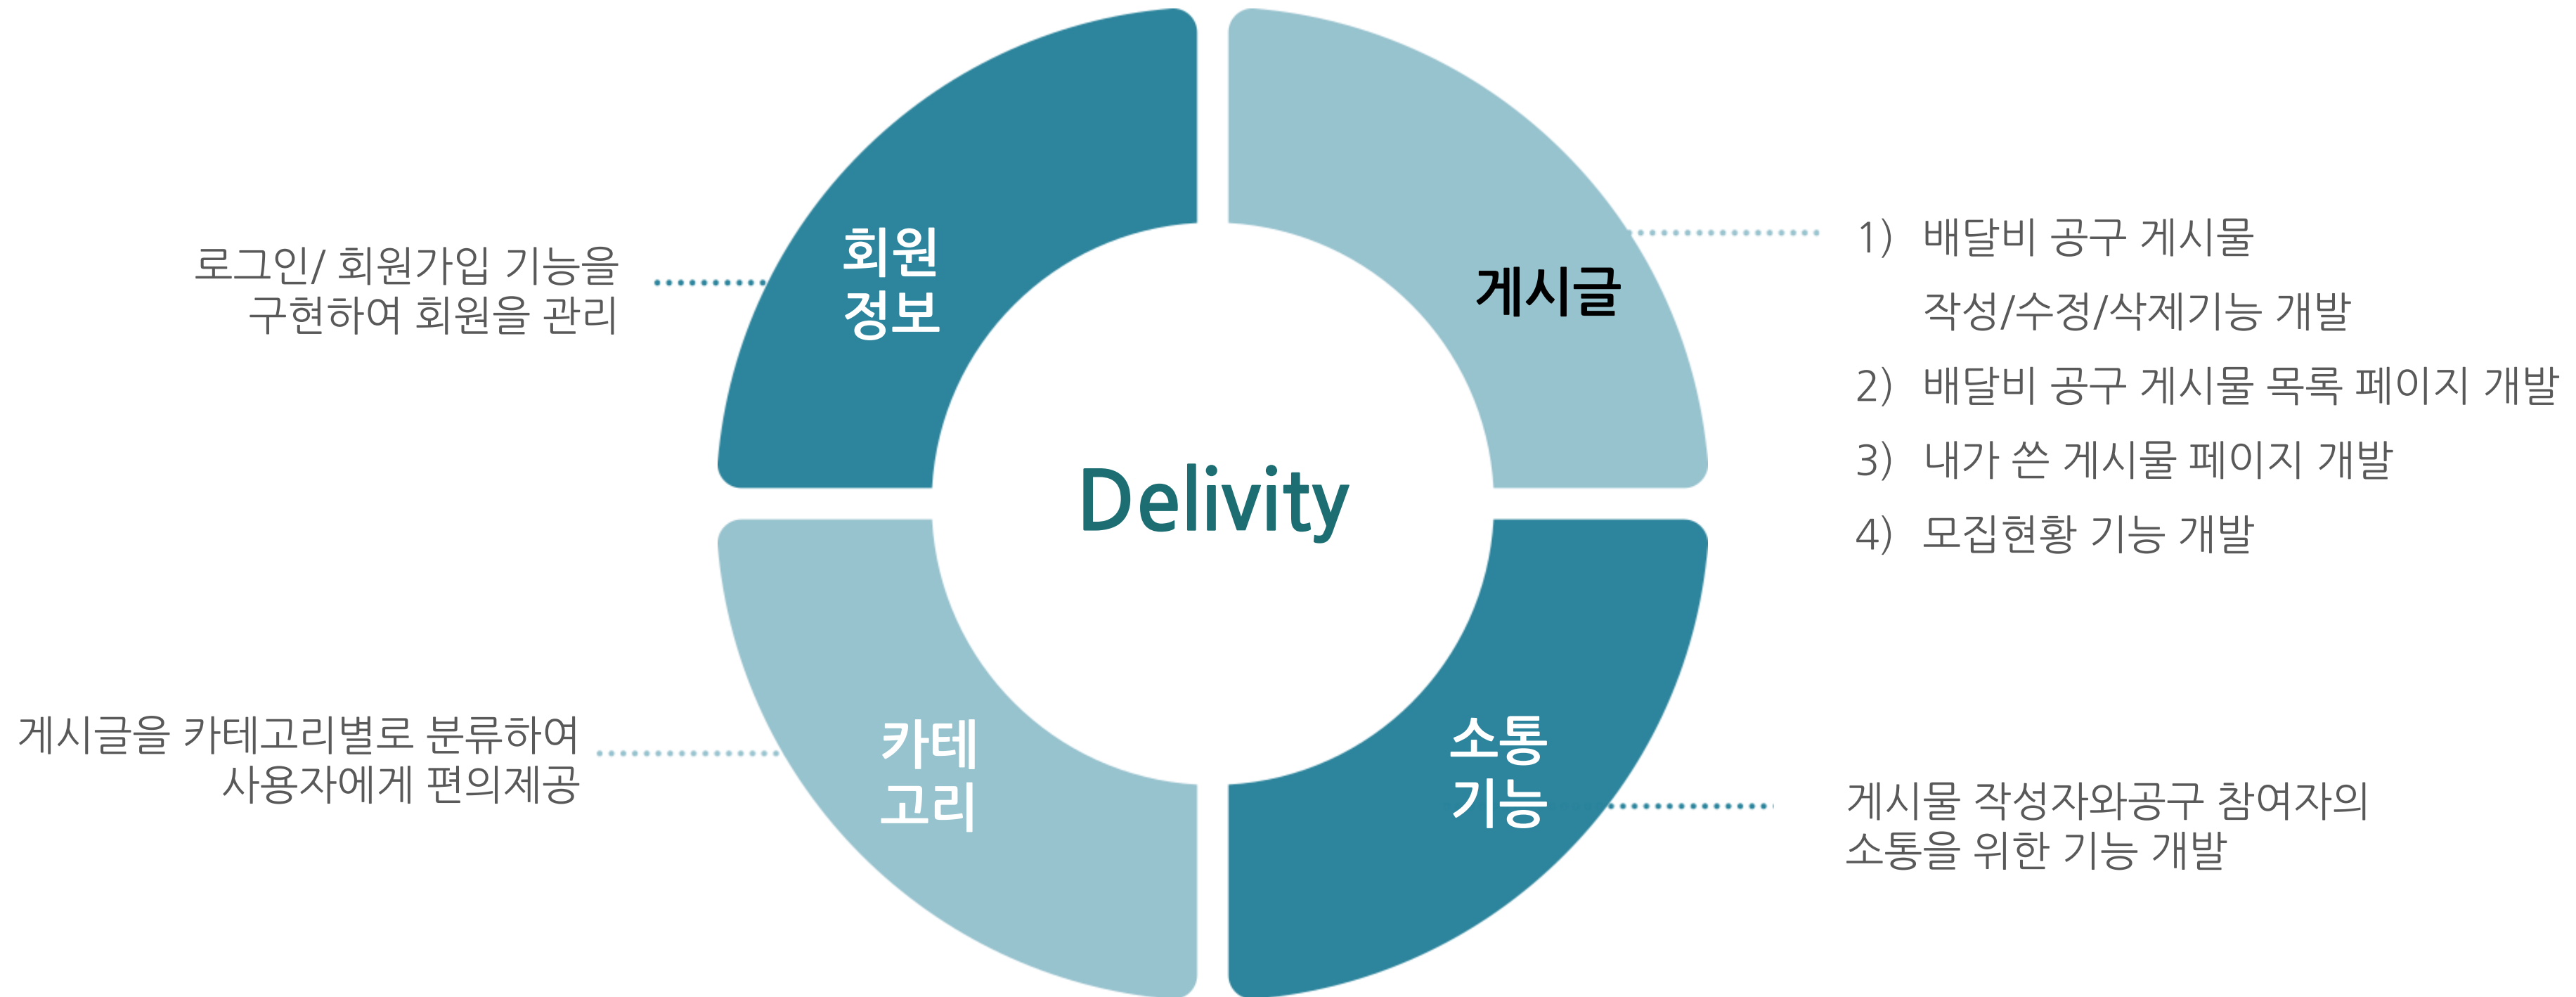 로그인/ 회원가입 기능을
구현하여 회원을 관리
회원
정보
게시글
1) 배달비 공구 게시물
작성/수정/삭제기능 개발
2) 배달비 공구 게시물 목록 페이지 개발
3) 내가 쓴 게시물 페이지 개발
4) 모집현황 기능 개발
Delivity
게시글을 카테고리별로 분류하여
사용자에게 편의제공
카테
고리
소통
기능
게시물 작성자와공구 참여자의
소통을 위한 기능 개발